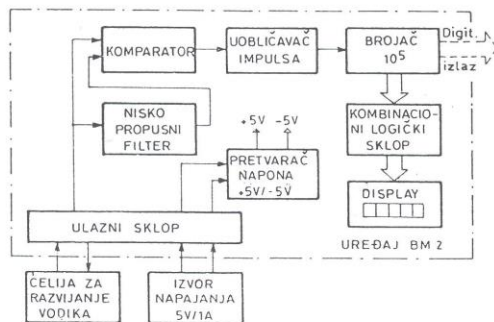 KOMPARATOR
UOBLIČAVAČ
IMPULSA
BROJAČ
10⁵
Digit.
izlaz
NISKO
PROPUSNI
FILTER
+5V -5V
PRETVARAČ
NAPONA
+5V/-5V
KOMBINACIO-
NI LOGIČKI
SKLOP
DISPLAY
ULAZNI SKLOP
UREĐAJ BM 2
ĆELIJA ZA
RAZVIJANJE
VODIKA
IZVOR
NAPAJANJA
5V/1A